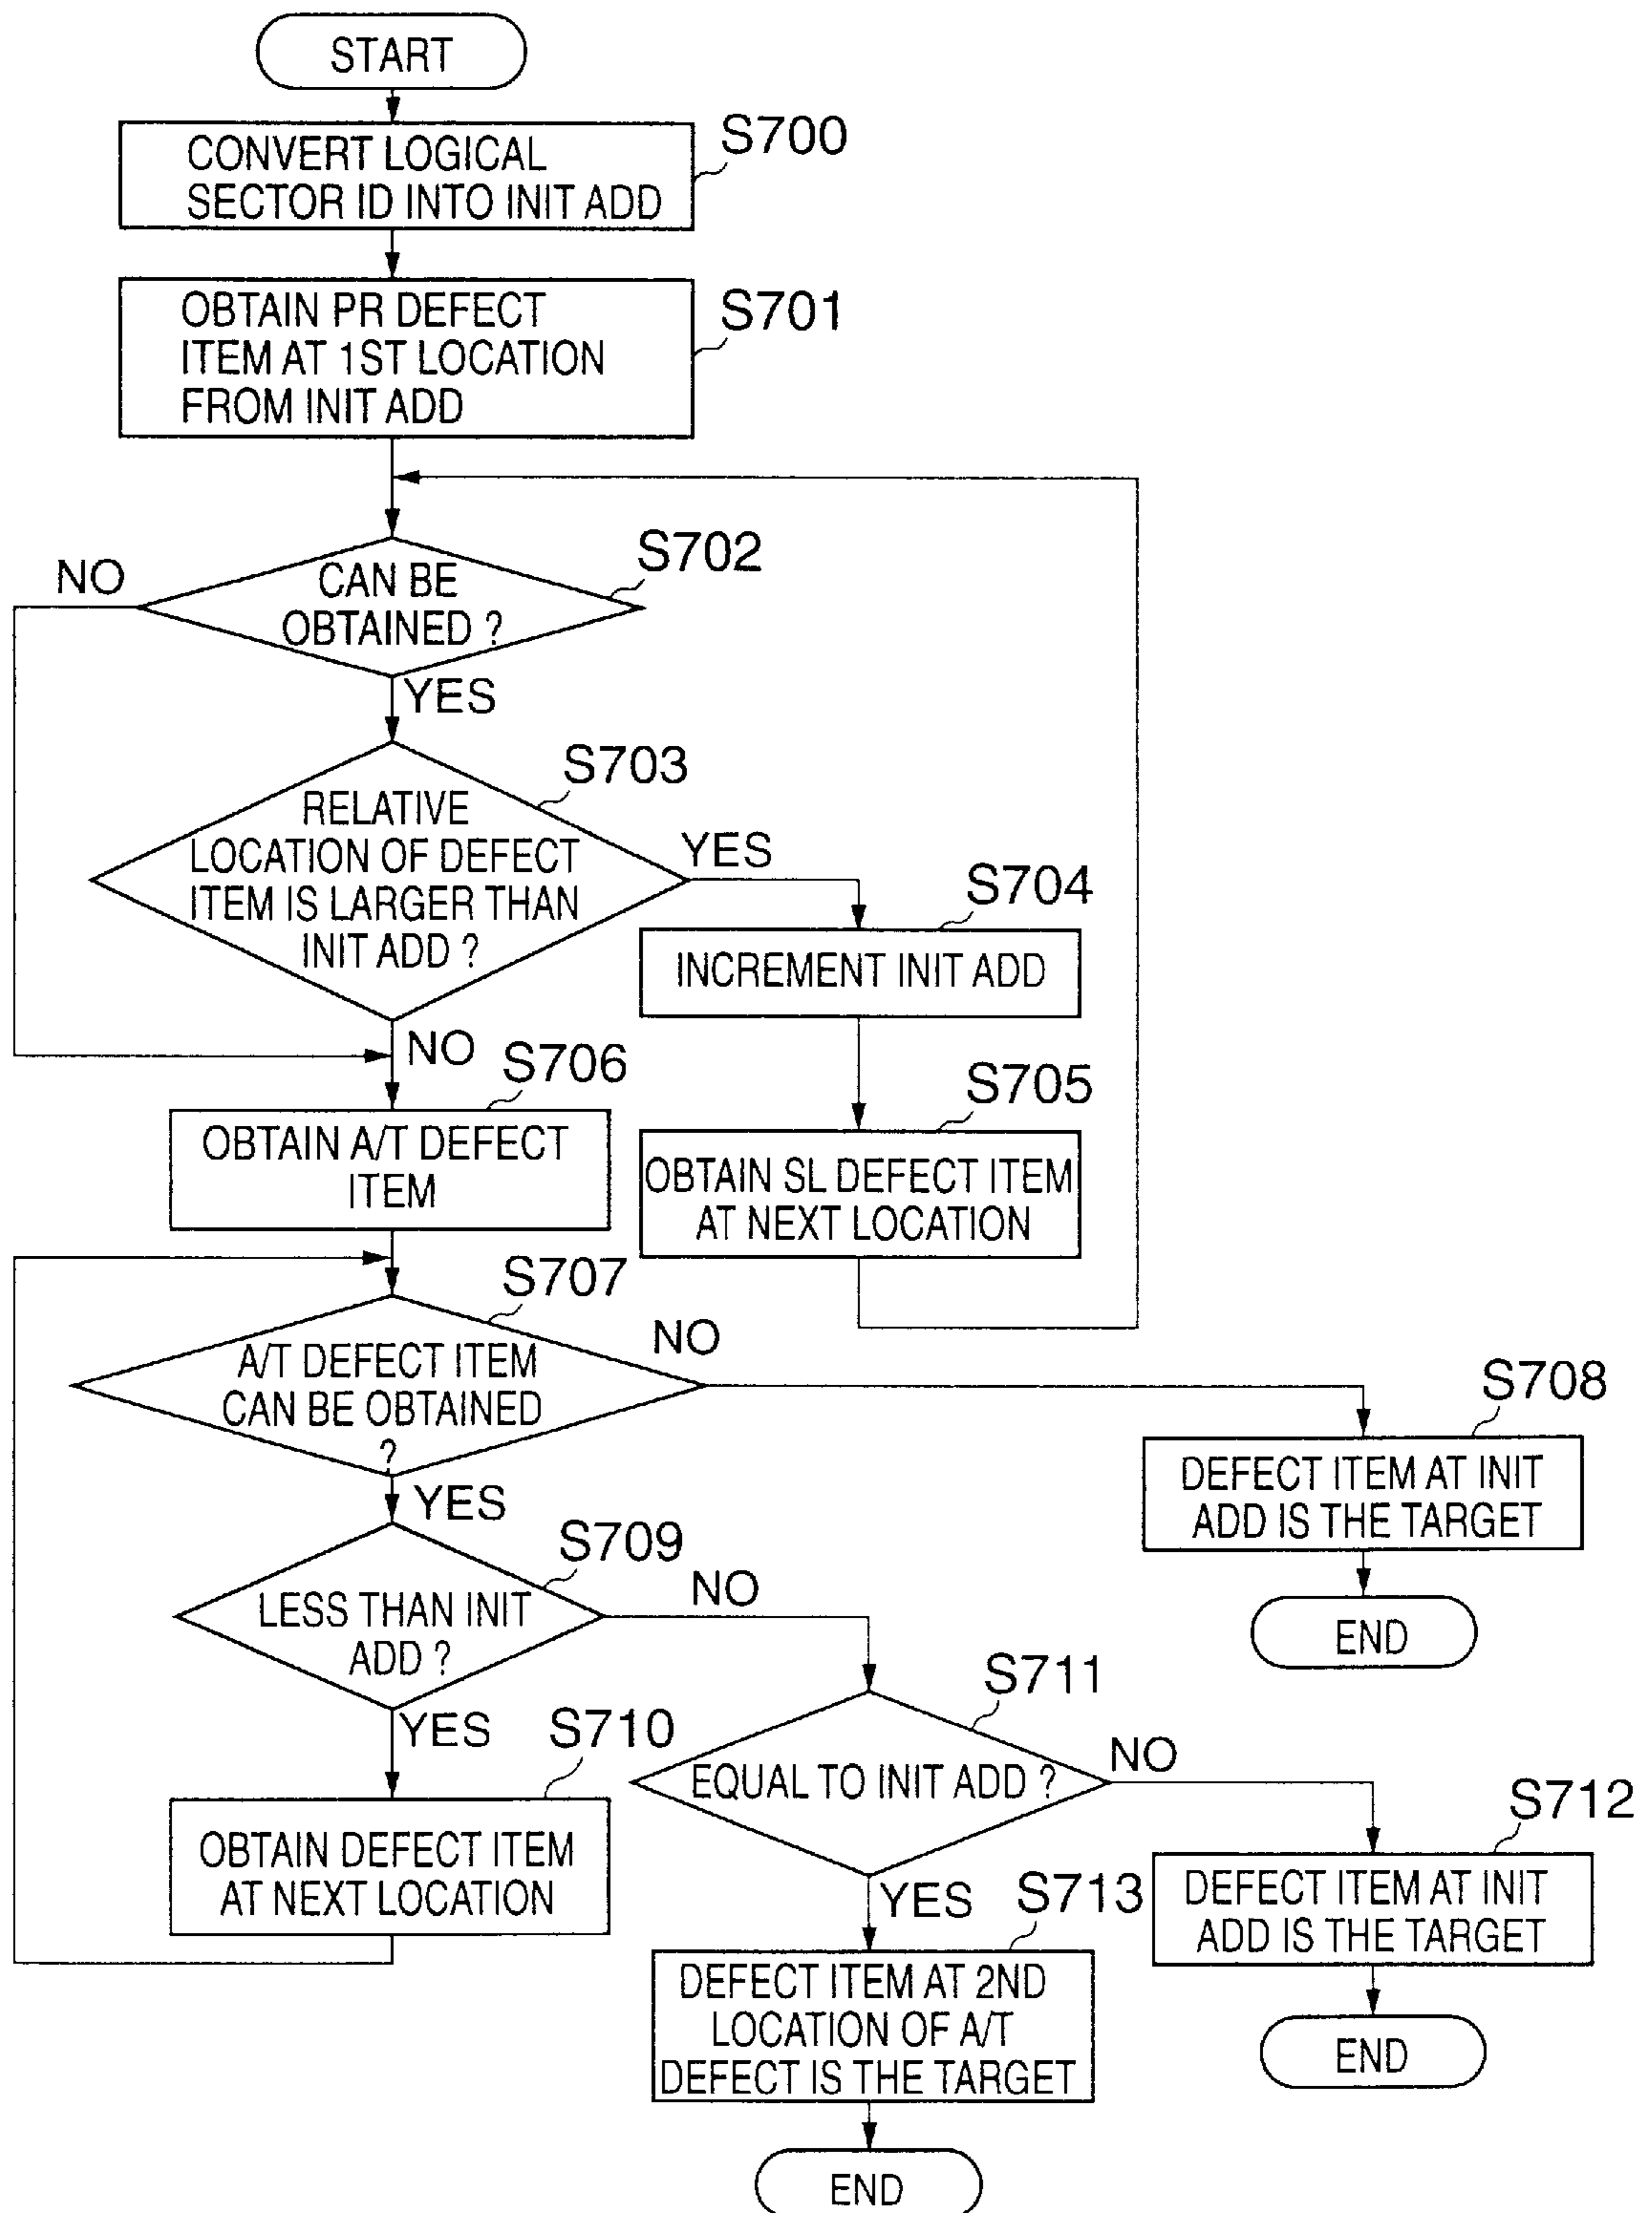 START
S700
CONVERT LOGICAL
SECTOR ID INTO INIT ADD
S701
OBTAIN PR DEFECT
ITEM AT 1ST LOCATION
FROM INIT ADD
S702
NO
CAN BE
OBTAINED ?
YES
S703
RELATIVE
LOCATION OF DEFECT
ITEM IS LARGER THAN
INIT ADD ?
YES
S704
INCREMENT INIT ADD
NO
S706
OBTAIN A/T DEFECT
ITEM
S705
OBTAIN SL DEFECT ITEM
AT NEXT LOCATION
S707
NO
A/T DEFECT ITEM
CAN BE OBTAINED
?
S708
DEFECT ITEM AT INIT
ADD IS THE TARGET
END
YES
S709
NO
LESS THAN INIT
ADD ?
YES
S710
OBTAIN DEFECT ITEM
AT NEXT LOCATION
S711
EQUAL TO INIT ADD ?
NO
S712
DEFECT ITEM AT INIT
ADD IS THE TARGET
END
YES
S713
DEFECT ITEM AT 2ND
LOCATION OF A/T
DEFECT IS THE TARGET
END